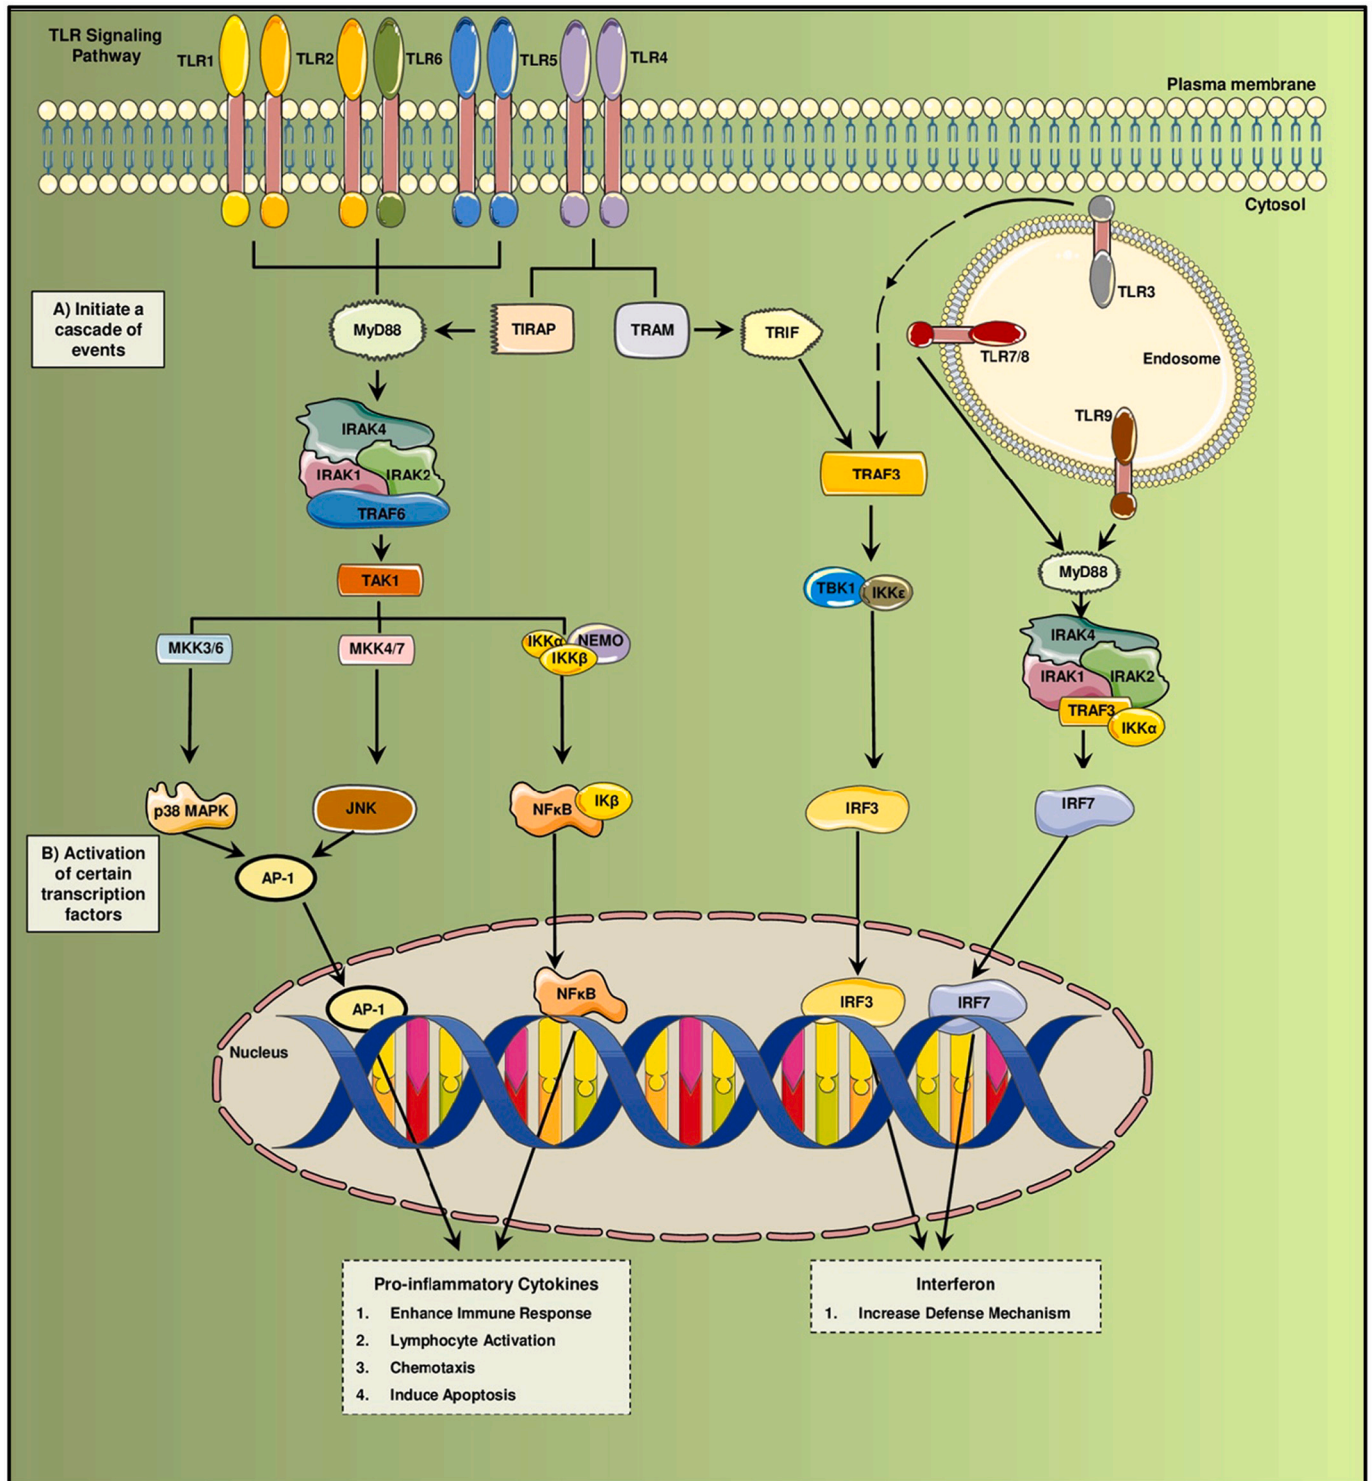 TLR Signaling
Pathway
TLR1
TLR2
TLR6
TLR5
TLR4
Plasma membrane
Cytosol
A) Initiate a
cascade of
events
MyD88
TIRAP
TRAM
TRIF
TLR3
TLR7/8
Endosome
TLR9
IRAK4
IRAK1
IRAK2
TRAF6
TRAF3
TAK1
TBK1
IKKε
MyD88
MKK3/6
MKK4/7
IKKα
NEMO
IKKβ
IRAK4
IRAK1
IRAK2
TRAF3
IKKα
p38 MAPK
JNK
NFκB
IKβ
IRF3
IRF7
B) Activation
of certain
transcription
factors
AP-1
AP-1
NFκB
IRF3
IRF7
Nucleus
Pro-inflammatory Cytokines
1. Enhance Immune Response
2. Lymphocyte Activation
3. Chemotaxis
4. Induce Apoptosis
Interferon
1. Increase Defense Mechanism